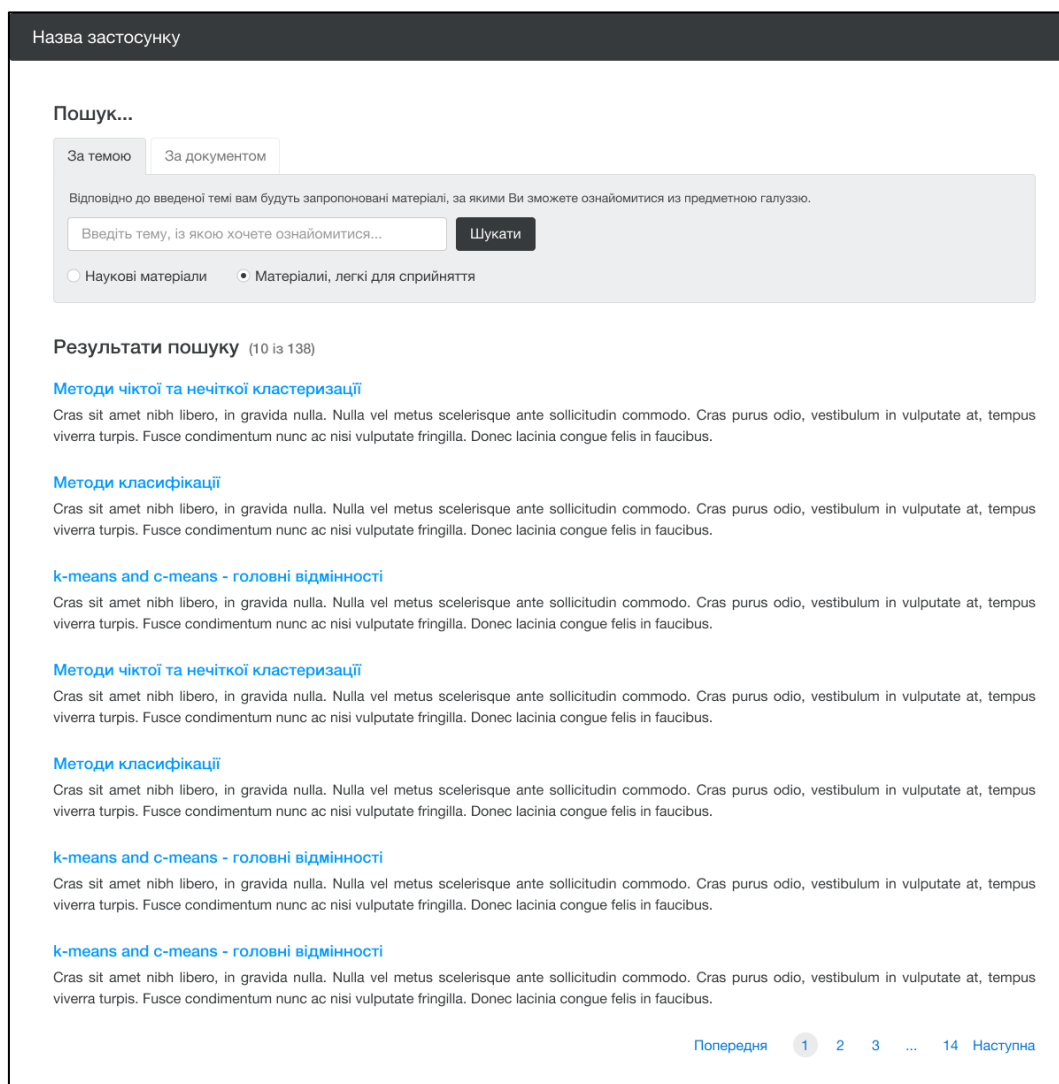 Назва застосунку
Пошук...
За темою За документом
Відповідно до введеної темі вам будуть запропоновані матеріалі, за якими Ви зможете ознайомитися из предметною галуззю.
Введіть тему, із якою хочете ознайомитися... Шукати
Наукові матеріали Матеріалиі, легкі для сприйняття
Результати пошуку (10 із 138)
Методи чіктої та нечіткої кластеризації
Cras sit amet nibh libero, in gravida nulla. Nulla vel metus scelerisque ante sollicitudin commodo. Cras purus odio, vestibulum in vulputate at, tempus
viverra turpis. Fusce condimentum nunc ac nisi vulputate fringilla. Donec lacinia congue felis in faucibus.
Методи класифікації
Cras sit amet nibh libero, in gravida nulla. Nulla vel metus scelerisque ante sollicitudin commodo. Cras purus odio, vestibulum in vulputate at, tempus
viverra turpis. Fusce condimentum nunc ac nisi vulputate fringilla. Donec lacinia congue felis in faucibus.
k-means and c-means - головні відмінності
Cras sit amet nibh libero, in gravida nulla. Nulla vel metus scelerisque ante sollicitudin commodo. Cras purus odio, vestibulum in vulputate at, tempus
viverra turpis. Fusce condimentum nunc ac nisi vulputate fringilla. Donec lacinia congue felis in faucibus.
Методи чіктої та нечіткої кластеризації
Cras sit amet nibh libero, in gravida nulla. Nulla vel metus scelerisque ante sollicitudin commodo. Cras purus odio, vestibulum in vulputate at, tempus
viverra turpis. Fusce condimentum nunc ac nisi vulputate fringilla. Donec lacinia congue felis in faucibus.
Методи класифікації
Cras sit amet nibh libero, in gravida nulla. Nulla vel metus scelerisque ante sollicitudin commodo. Cras purus odio, vestibulum in vulputate at, tempus
viverra turpis. Fusce condimentum nunc ac nisi vulputate fringilla. Donec lacinia congue felis in faucibus.
k-means and c-means - головні відмінності
Cras sit amet nibh libero, in gravida nulla. Nulla vel metus scelerisque ante sollicitudin commodo. Cras purus odio, vestibulum in vulputate at, tempus
viverra turpis. Fusce condimentum nunc ac nisi vulputate fringilla. Donec lacinia congue felis in faucibus.
k-means and c-means - головні відмінності
Cras sit amet nibh libero, in gravida nulla. Nulla vel metus scelerisque ante sollicitudin commodo. Cras purus odio, vestibulum in vulputate at, tempus
viverra turpis. Fusce condimentum nunc ac nisi vulputate fringilla. Donec lacinia congue felis in faucibus.
Попередня 1 2 3 ... 14 Наступна